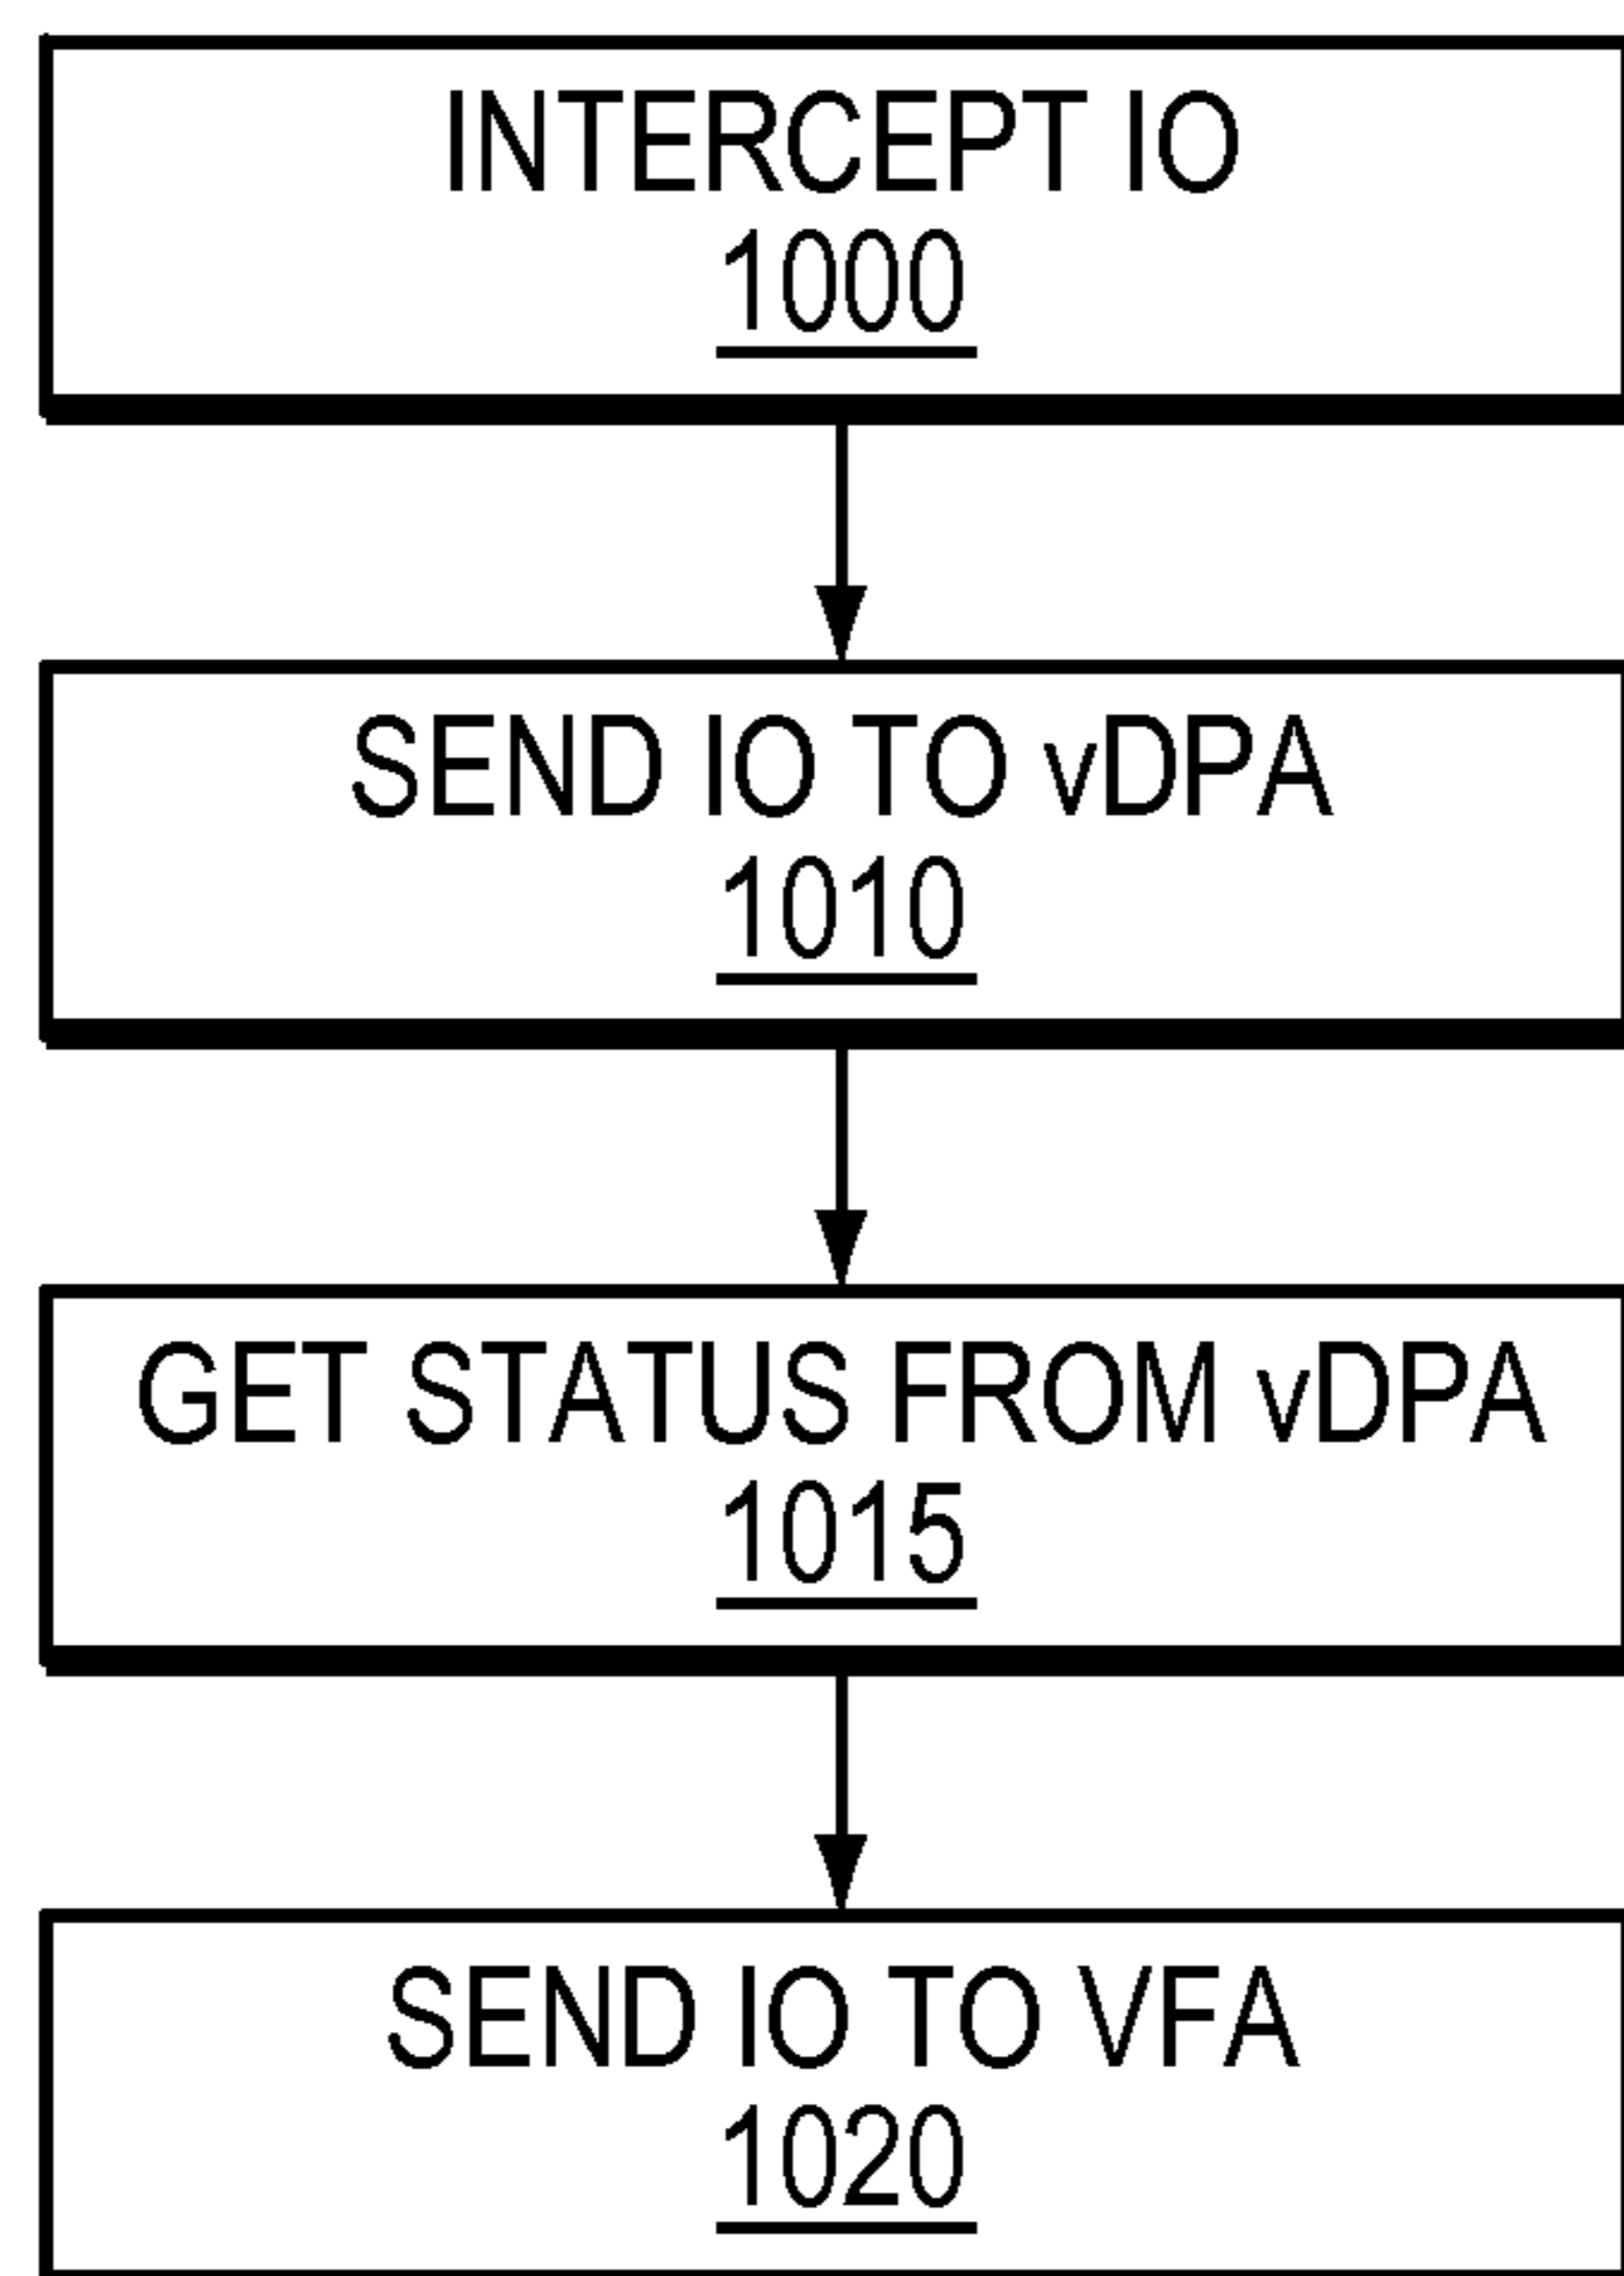 INTERCEPT IO
1000
SEND IO TO vDPA
1010
GET STATUS FROM vDPA
1015
SEND IO TO VFA
1020